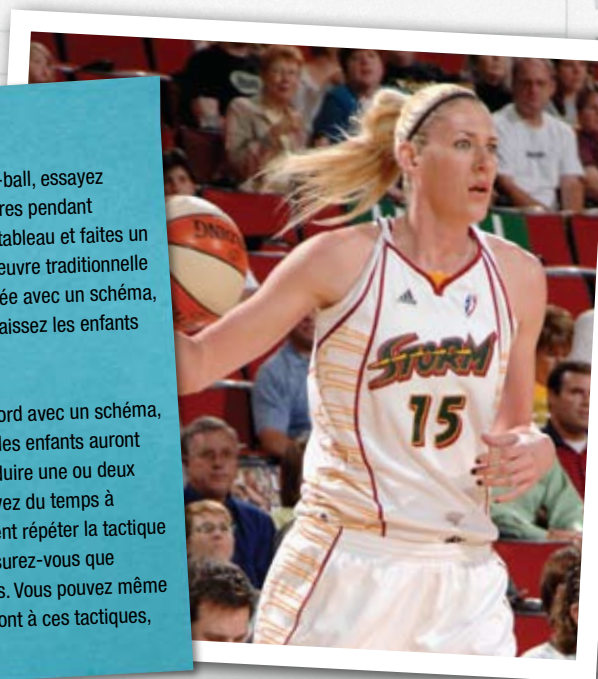 -ball, essayez
res pendant
tableau et faites un
euvre traditionnelle
ée avec un schéma,
aissez les enfants
ord avec un schéma,
les enfants auront
duire une ou deux
vez du temps à
ent répéter la tactique
surez-vous que
s. Vous pouvez même
ont à ces tactiques,
STORM
15